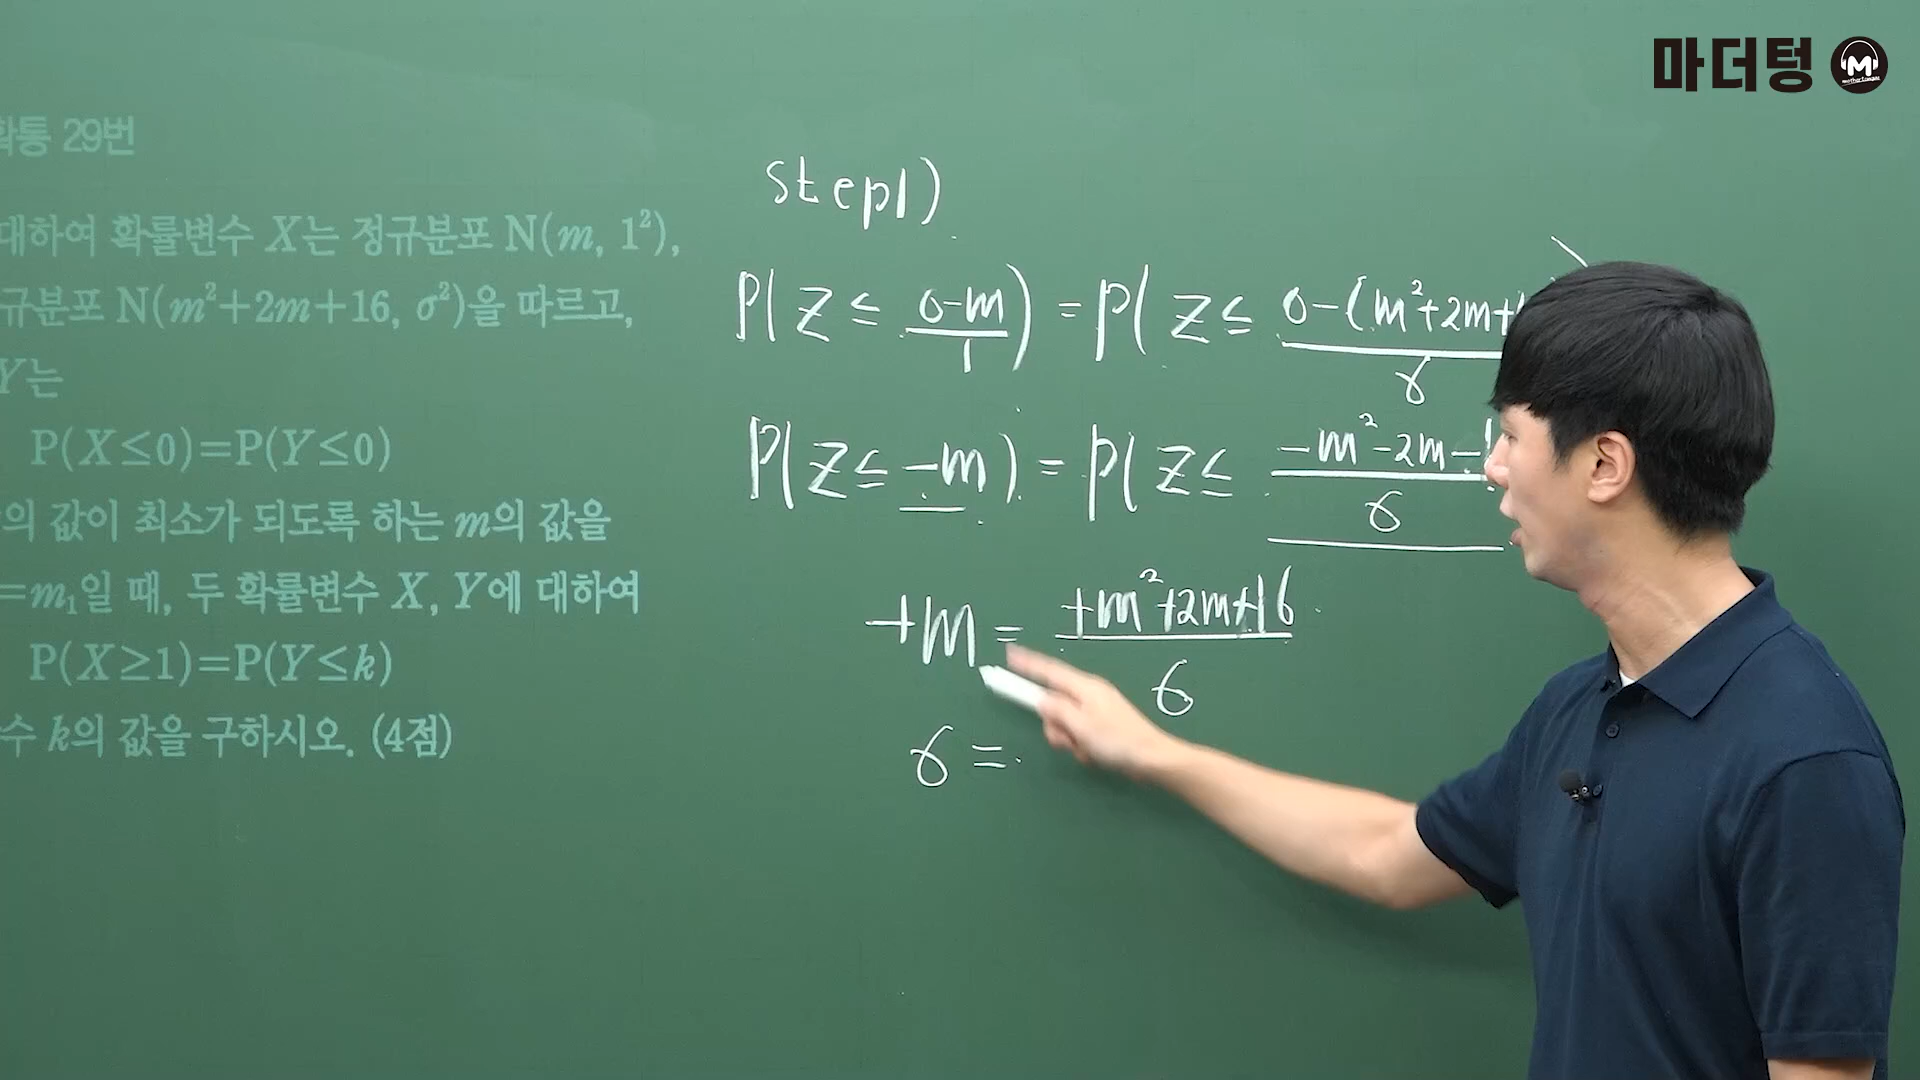 마더텅
확통 29번
대하여 확률변수 X는 정규분포 N(m, 1²),
규분포 N(m²+2m+16, σ²)을 따르고,
Y는
P(X≤0)=P(Y≤0)
의 값이 최소가 되도록 하는 m의 값을
=m₁일 때, 두 확률변수 X, Y에 대하여
P(X≥1)=P(Y≤k)
수 k의 값을 구하시오. (4점)
step1)
P(Z ≤ (0-m)/1) = P(Z ≤ 0-(m²+2m+ / σ
P(Z ≤ -m) = P(Z ≤ -m²-2m- / σ
+m = (+m²+2m+16)/σ
σ =